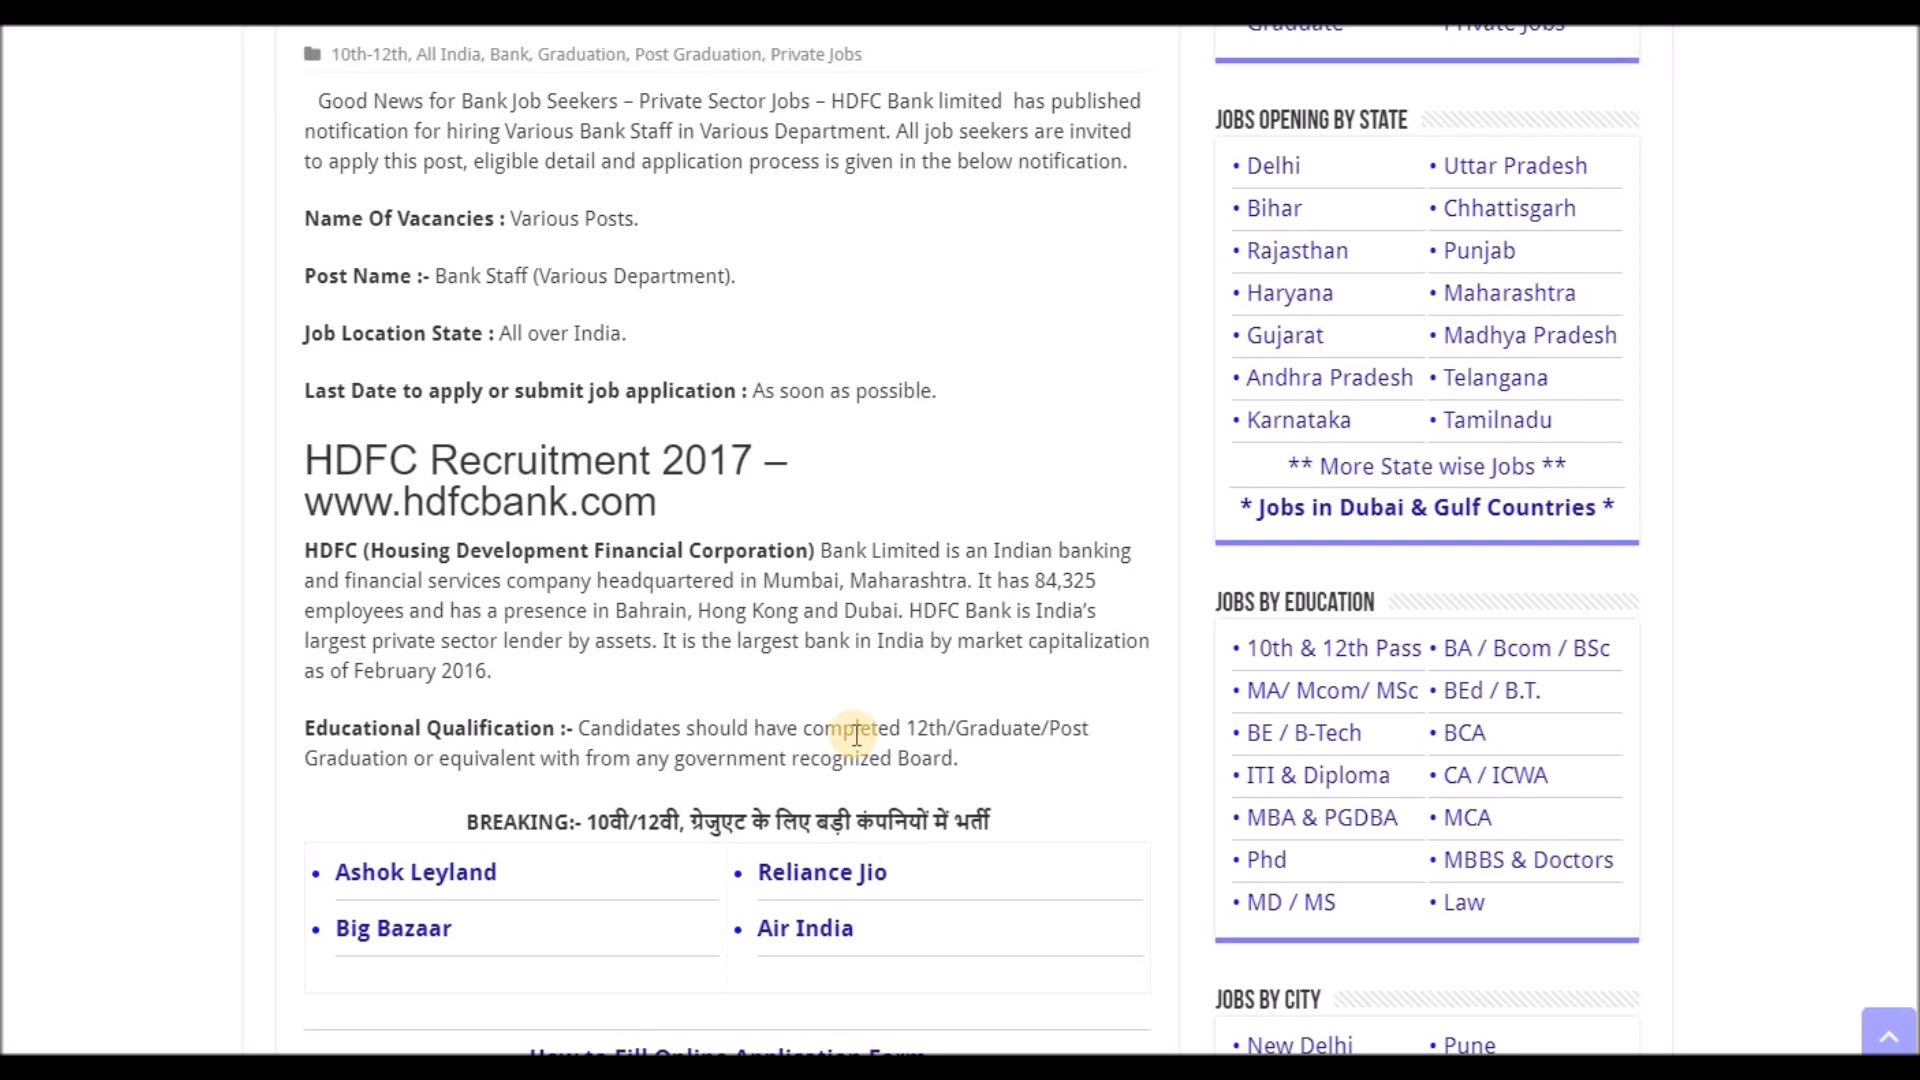 Graduate
Private Jobs
10th-12th, All India, Bank, Graduation, Post Graduation, Private Jobs
Good News for Bank Job Seekers – Private Sector Jobs – HDFC Bank limited has published
notification for hiring Various Bank Staff in Various Department. All job seekers are invited
to apply this post, eligible detail and application process is given in the below notification.
Name Of Vacancies : Various Posts.
Post Name :- Bank Staff (Various Department).
Job Location State : All over India.
Last Date to apply or submit job application : As soon as possible.
HDFC Recruitment 2017 –
www.hdfcbank.com
HDFC (Housing Development Financial Corporation) Bank Limited is an Indian banking
and financial services company headquartered in Mumbai, Maharashtra. It has 84,325
employees and has a presence in Bahrain, Hong Kong and Dubai. HDFC Bank is India's
largest private sector lender by assets. It is the largest bank in India by market capitalization
as of February 2016.
Educational Qualification :- Candidates should have completed 12th/Graduate/Post
Graduation or equivalent with from any government recognized Board.
BREAKING:- 10वी/12वी, ग्रेजुएट के लिए बड़ी कंपनियों में भर्ती
• Ashok Leyland
• Reliance Jio
• Big Bazaar
• Air India
How to Fill Online Application Form
JOBS OPENING BY STATE
• Delhi
• Uttar Pradesh
• Bihar
• Chhattisgarh
• Rajasthan
• Punjab
• Haryana
• Maharashtra
• Gujarat
• Madhya Pradesh
• Andhra Pradesh
• Telangana
• Karnataka
• Tamilnadu
** More State wise Jobs **
* Jobs in Dubai & Gulf Countries *
JOBS BY EDUCATION
• 10th & 12th Pass
• BA / Bcom / BSc
• MA/ Mcom/ MSc
• BEd / B.T.
• BE / B-Tech
• BCA
• ITI & Diploma
• CA / ICWA
• MBA & PGDBA
• MCA
• Phd
• MBBS & Doctors
• MD / MS
• Law
JOBS BY CITY
• New Delhi
• Pune